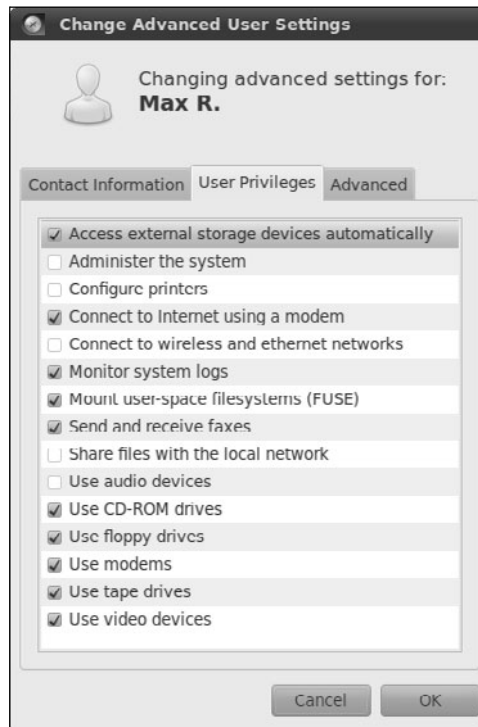 Change Advanced User Settings
Changing advanced settings for:
Max R.
Contact Information User Privileges Advanced
Access external storage devices automatically
Administer the system
Configure printers
Connect to Internet using a modem
Connect to wireless and ethernet networks
Monitor system logs
Mount user-space filesystems (FUSE)
Send and receive faxes
Share files with the local network
Use audio devices
Use CD-ROM drives
Use floppy drives
Use modems
Use tape drives
Use video devices
Cancel OK